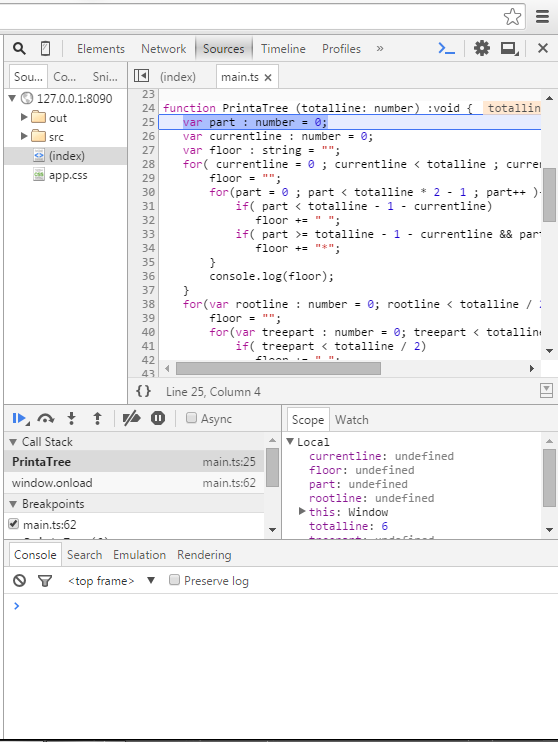 Elements Network Sources Timeline Profiles »
Sou... Co... Sni... (index) main.ts ×
127.0.0.1:8090
out
src
(index)
app.css
23
24 function PrintaTree (totalline: number) :void { totallin
25 var part : number = 0;
26 var currentline : number = 0;
27 var floor : string = "";
28 for( currentline = 0 ; currentline < totalline ; curre
29 floor = "";
30 for(part = 0 ; part < totalline * 2 - 1 ; part++ )
31 if( part < totalline - 1 - currentline)
32 floor += " ";
33 if( part >= totalline - 1 - currentline && part
34 floor += "*";
35 }
36 console.log(floor);
37 }
38 for(var rootline : number = 0; rootline < totalline / 
39 floor = "";
40 for(var treepart : number = 0; treepart < totalline
41 if( treepart < totalline / 2)
42 floor += " ";
43
{ } Line 25, Column 4
Async
Call Stack
PrintaTree main.ts:25
window.onload main.ts:62
Breakpoints
main.ts:62
Scope Watch
Local
currentline: undefined
floor: undefined
part: undefined
rootline: undefined
this: Window
totalline: 6
treepart: undefined
Console Search Emulation Rendering
<top frame> ▼ Preserve log
>